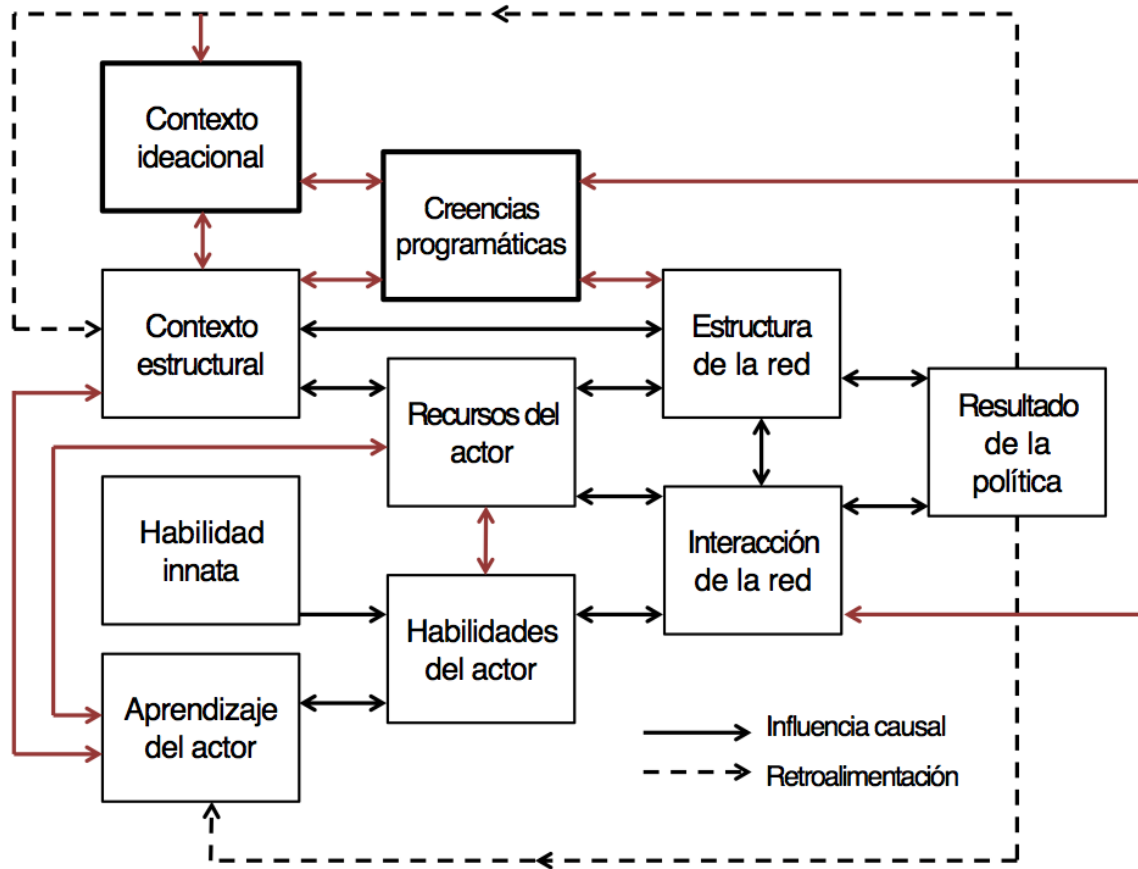 Contexto
ideacional
Creencias
programáticas
Contexto
estructural
Estructura
de la red
Recursos del
actor
Resultado
de la
política
Habilidad
innata
Interacción
de la red
Habilidades
del actor
Aprendizaje
del actor
Influencia causal
Retroalimentación